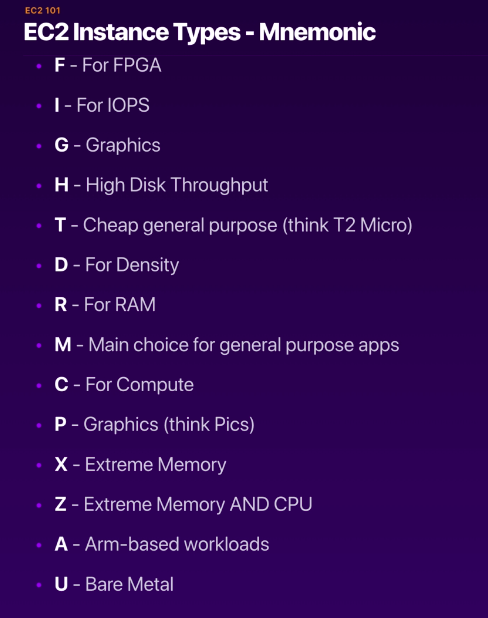 EC2 101
EC2 Instance Types - Mnemonic
• F - For FPGA
• I - For IOPS
• G - Graphics
• H - High Disk Throughput
• T - Cheap general purpose (think T2 Micro)
• D - For Density
• R - For RAM
• M - Main choice for general purpose apps
• C - For Compute
• P - Graphics (think Pics)
• X - Extreme Memory
• Z - Extreme Memory AND CPU
• A - Arm-based workloads
• U - Bare Metal